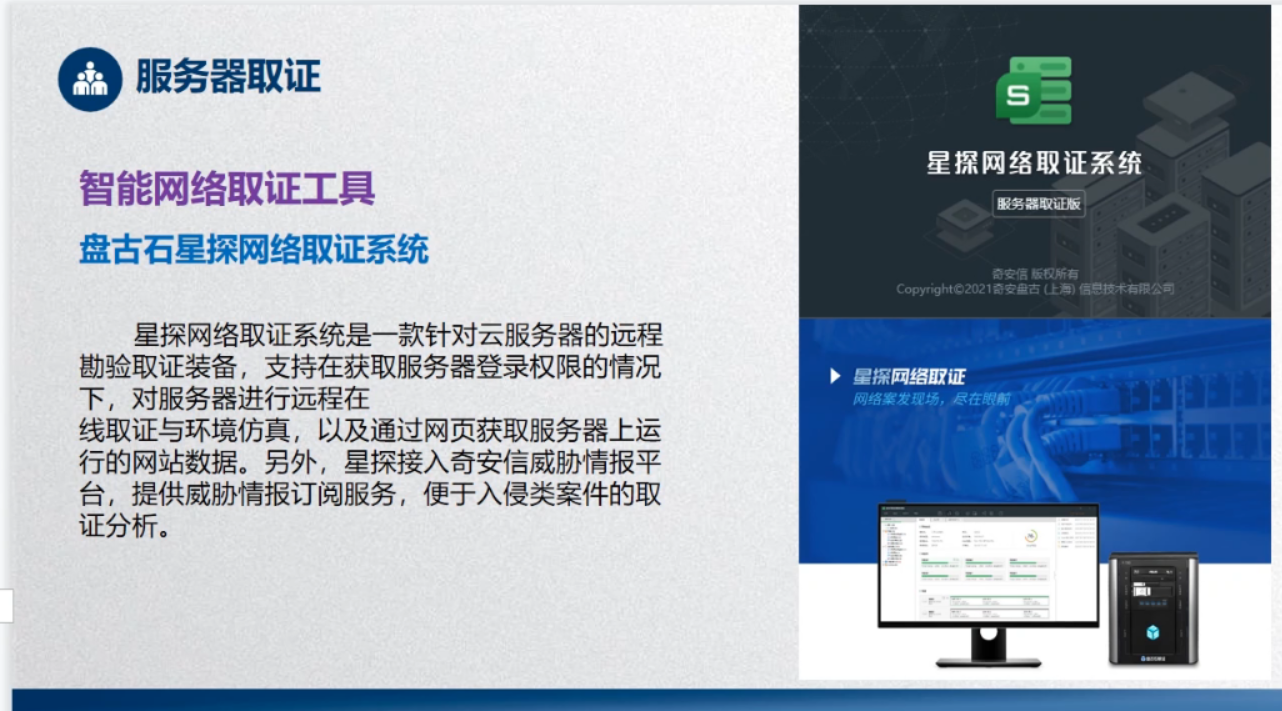 服务器取证
智能网络取证工具
盘古石星探网络取证系统
星探网络取证系统是一款针对云服务器的远程
勘验取证装备，支持在获取服务器登录权限的情况
下，对服务器进行远程在
线取证与环境仿真，以及通过网页获取服务器上运
行的网站数据。另外，星探接入奇安信威胁情报平
台，提供威胁情报订阅服务，便于入侵类案件的取
证分析。
S
星探网络取证系统
服务器取证版
奇安信 版权所有
Copyright©2021奇安盘古 (上海) 信息技术有限公司
星探网络取证
网络案发现场，尽在眼前